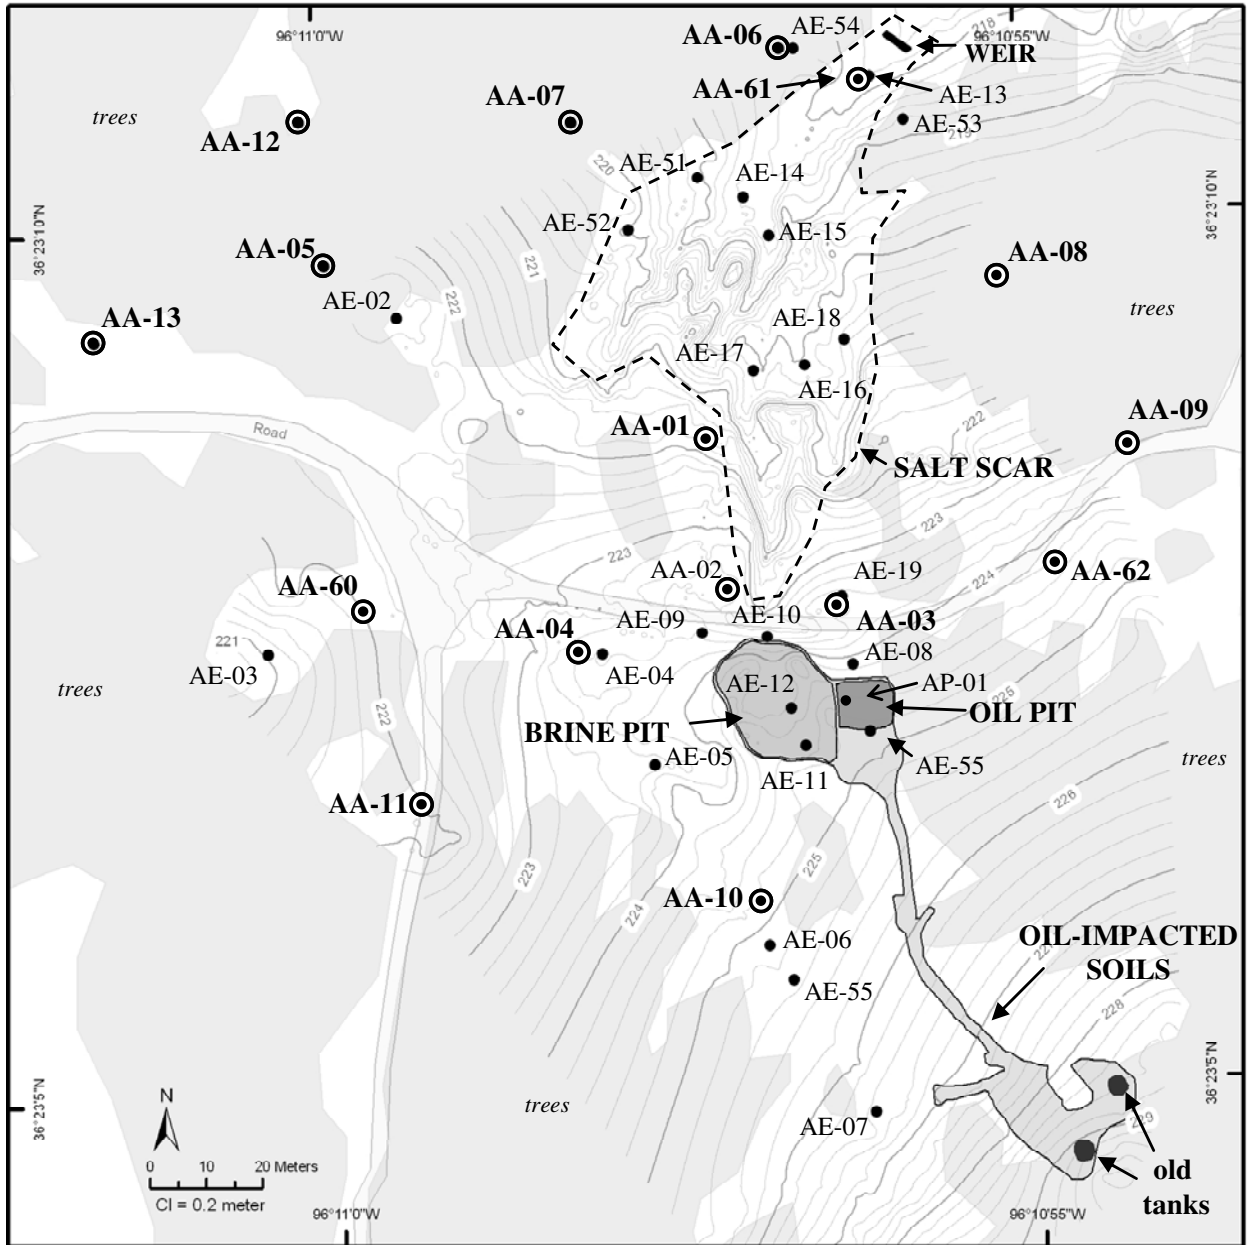 96°11'0"W
AA-06
AE-54
218
96°10'55"W
WEIR
AA-61
AE-13
AA-07
trees
AA-12
AE-53
219
220
AE-51
AE-14
36°23'10"N
36°23'10"N
AE-52
AE-15
AA-05
221
AA-08
AE-02
222
trees
AA-13
AE-18
AE-17
AE-16
AA-09
222
Road
AA-01
SALT SCAR
223
223
AA-02
AE-19
224
AA-62
AA-60
AE-10
AE-09
AA-03
AA-04
221
AE-08
AE-03
AE-04
trees
AE-12
AP-01
225
222
OIL PIT
BRINE PIT
AE-05
AE-55
trees
AE-11
226
AA-11
223
225
AA-10
224
AE-06
OIL-IMPACTED
SOILS
AE-55
228
36°23'5"N
36°23'5"N
N
trees
AE-07
229
0 10 20 Meters
CI = 0.2 meter
old
tanks
96°11'0"W
96°10'55"W